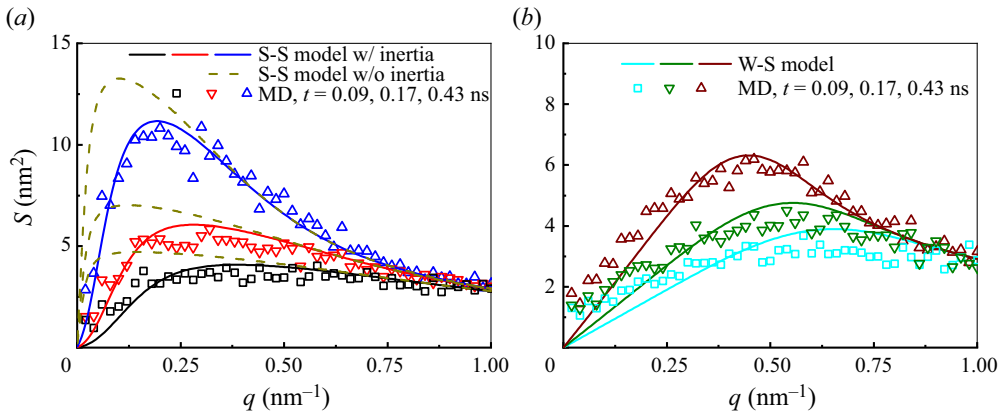 (a)
15
10
5
0
0.25
0.50
0.75
1.00
S (nm²)
q (nm⁻¹)
S-S model w/ inertia
S-S model w/o inertia
MD, t = 0.09, 0.17, 0.43 ns
(b)
10
8
6
4
2
0
0.25
0.50
0.75
1.00
q (nm⁻¹)
W-S model
MD, t = 0.09, 0.17, 0.43 ns